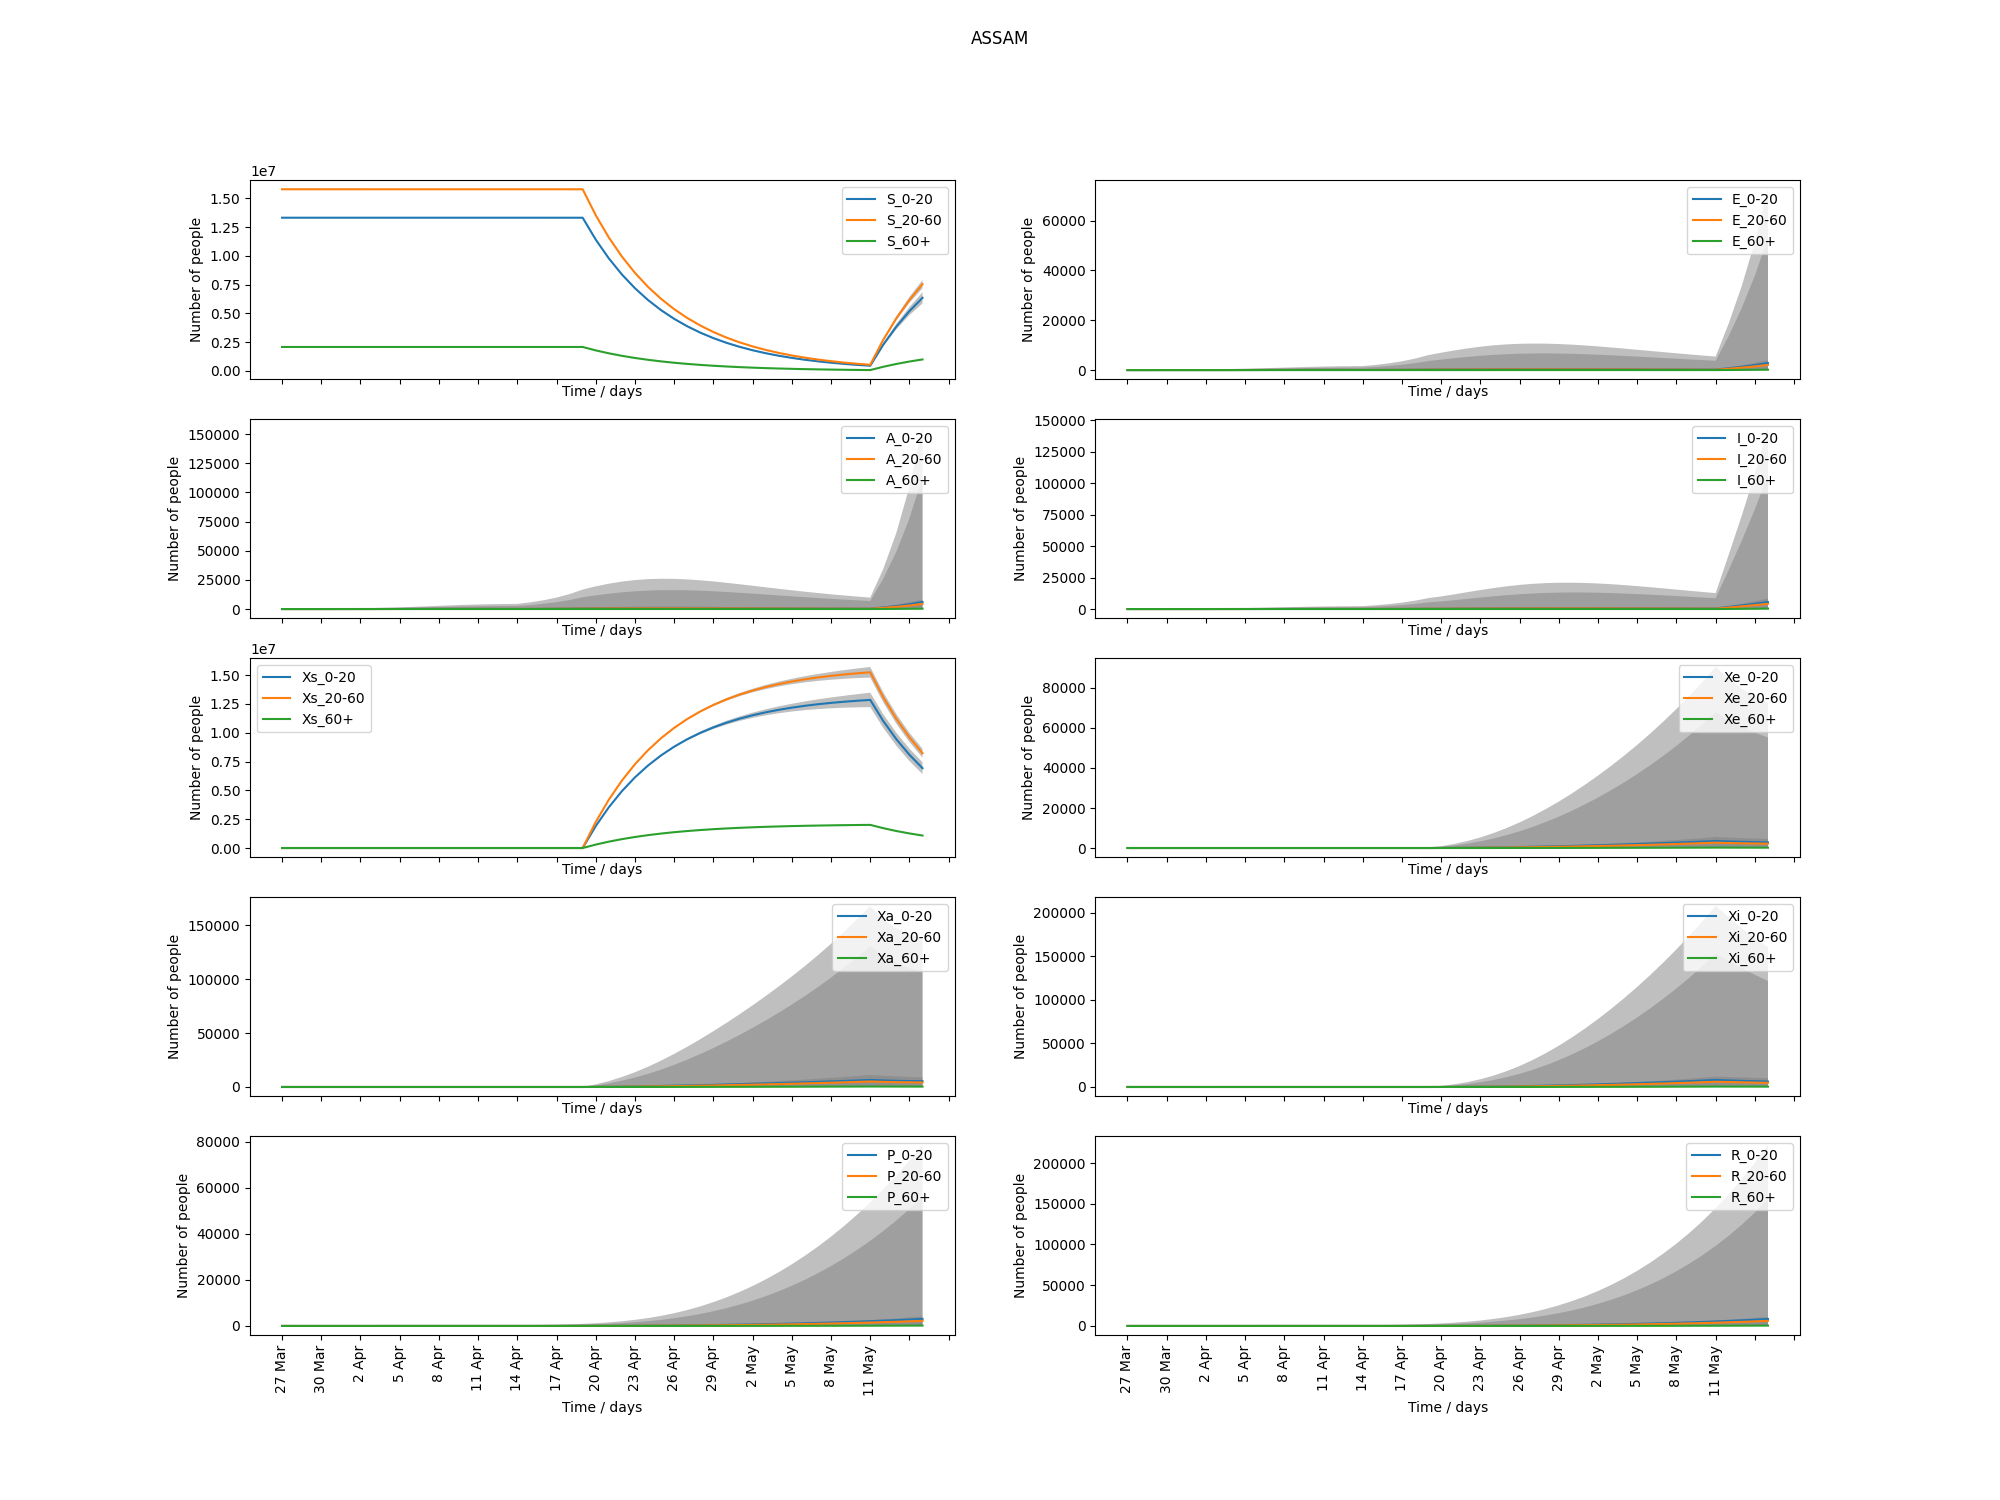 ASSAM
1e7
1.50
1.25
1.00
0.75
0.50
0.25
0.00
Number of people
S_0-20
S_20-60
S_60+
Time / days
60000
40000
20000
0
Number of people
E_0-20
E_20-60
E_60+
Time / days
150000
125000
100000
75000
50000
25000
0
Number of people
A_0-20
A_20-60
A_60+
Time / days
150000
125000
100000
75000
50000
25000
0
Number of people
I_0-20
I_20-60
I_60+
Time / days
1e7
1.50
1.25
1.00
0.75
0.50
0.25
0.00
Number of people
Xs_0-20
Xs_20-60
Xs_60+
Time / days
80000
60000
40000
20000
0
Number of people
Xe_0-20
Xe_20-60
Xe_60+
Time / days
150000
100000
50000
0
Number of people
Xa_0-20
Xa_20-60
Xa_60+
Time / days
200000
150000
100000
50000
0
Number of people
Xi_0-20
Xi_20-60
Xi_60+
Time / days
80000
60000
40000
20000
0
Number of people
P_0-20
P_20-60
P_60+
27 Mar
30 Mar
2 Apr
5 Apr
8 Apr
11 Apr
14 Apr
17 Apr
20 Apr
23 Apr
26 Apr
29 Apr
2 May
5 May
8 May
11 May
Time / days
200000
150000
100000
50000
0
Number of people
R_0-20
R_20-60
R_60+
27 Mar
30 Mar
2 Apr
5 Apr
8 Apr
11 Apr
14 Apr
17 Apr
20 Apr
23 Apr
26 Apr
29 Apr
2 May
5 May
8 May
11 May
Time / days